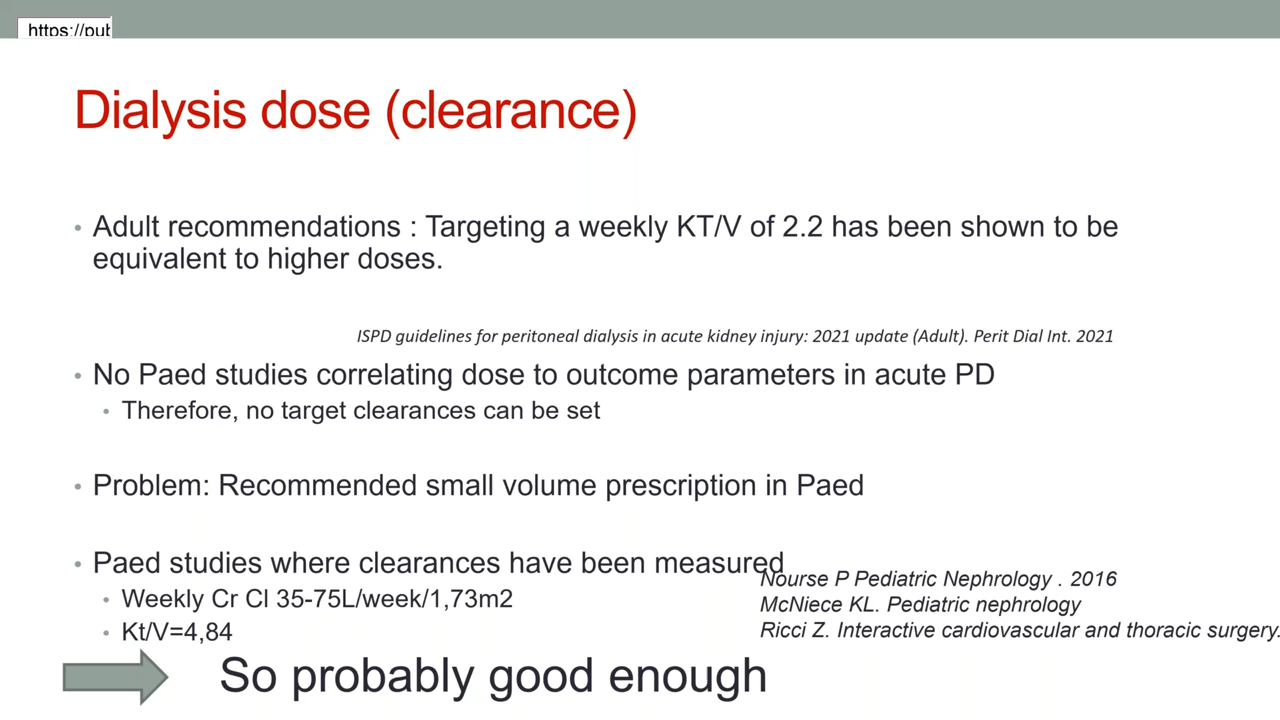 https://pub
Dialysis dose (clearance)
• Adult recommendations : Targeting a weekly KT/V of 2.2 has been shown to be
equivalent to higher doses.
ISPD guidelines for peritoneal dialysis in acute kidney injury: 2021 update (Adult). Perit Dial Int. 2021
• No Paed studies correlating dose to outcome parameters in acute PD
• Therefore, no target clearances can be set
• Problem: Recommended small volume prescription in Paed
• Paed studies where clearances have been measured
• Weekly Cr Cl 35-75L/week/1,73m2
• Kt/V=4,84
Nourse P Pediatric Nephrology . 2016
McNiece KL. Pediatric nephrology
Ricci Z. Interactive cardiovascular and thoracic surgery.
So probably good enough